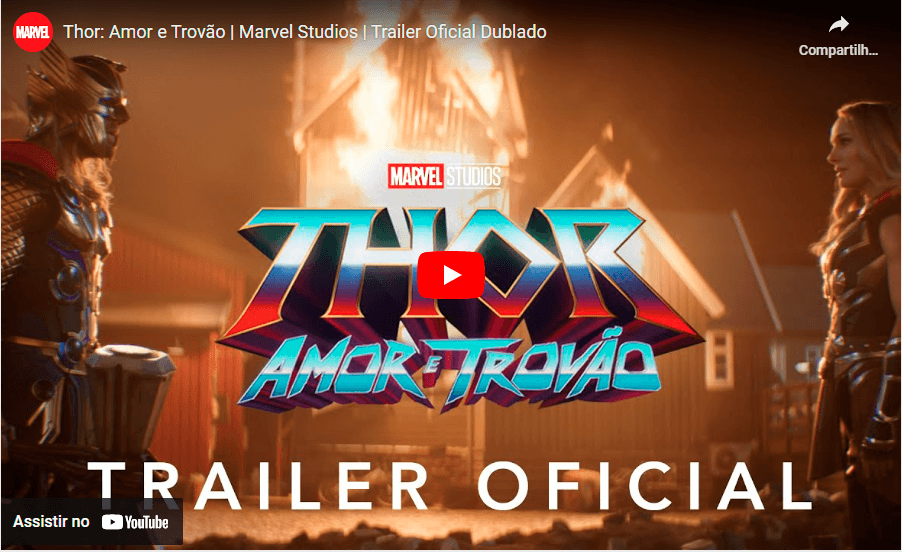 MARVEL
Thor: Amor e Trovão | Marvel Studios | Trailer Oficial Dublado
Compartilh...
MARVEL STUDIOS
THOR
AMOR E TROVÃO
TRAILER OFICIAL
Assistir no YouTube